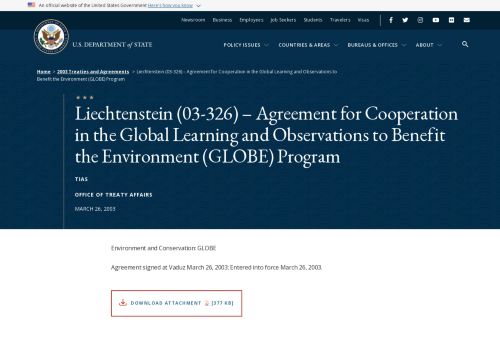 An official website of the United States Government Here's how you know
Newsroom Business Employees Job Seekers Students Travelers Visas
U.S. DEPARTMENT of STATE
POLICY ISSUES COUNTRIES & AREAS BUREAUS & OFFICES ABOUT
Home > 2003 Treaties and Agreements > Liechtenstein (03-326) – Agreement for Cooperation in the Global Learning and Observations to
Benefit the Environment (GLOBE) Program
Liechtenstein (03-326) – Agreement for Cooperation
in the Global Learning and Observations to Benefit
the Environment (GLOBE) Program
TIAS
OFFICE OF TREATY AFFAIRS
MARCH 26, 2003
Environment and Conservation: GLOBE
Agreement signed at Vaduz March 26, 2003; Entered into force March 26, 2003.
DOWNLOAD ATTACHMENT [377 KB]